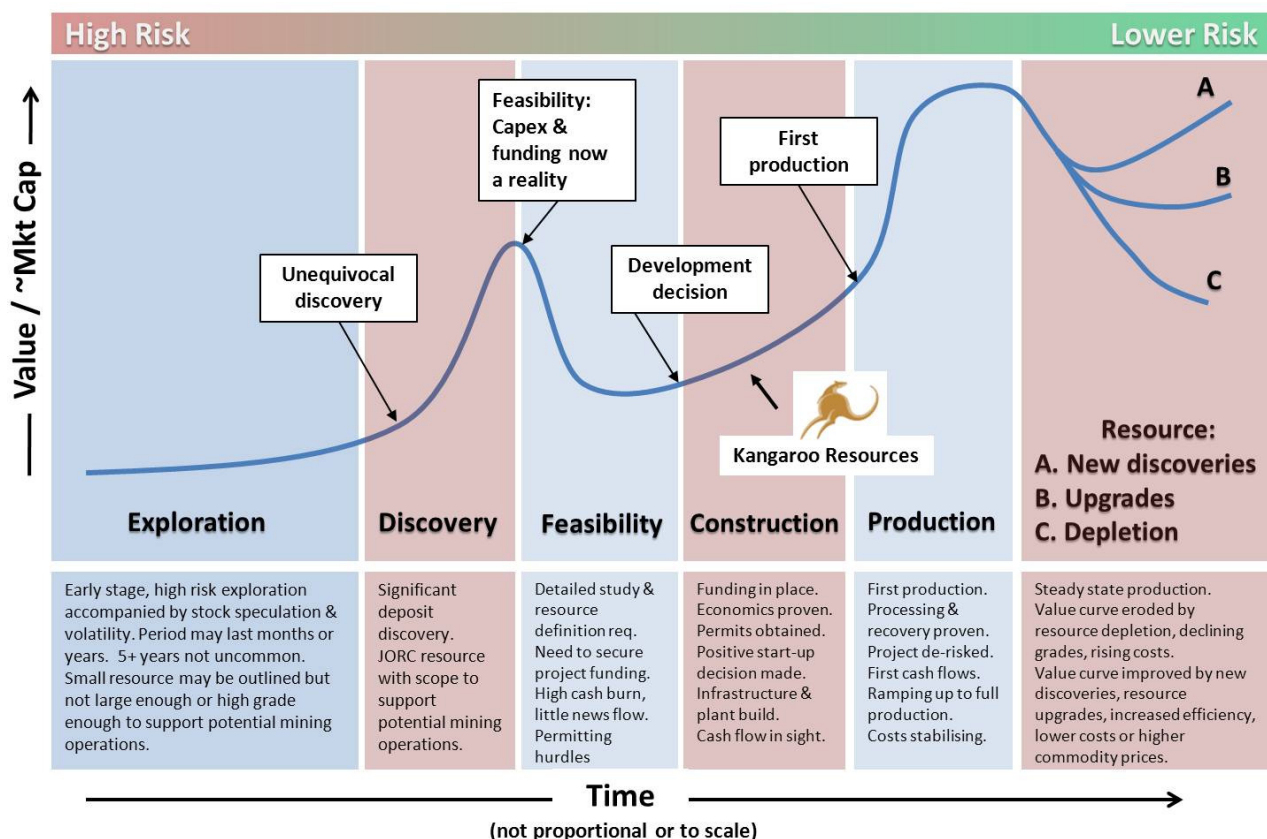 High Risk
Lower Risk
Value / ~Mkt Cap
Unequivocal
discovery
Feasibility:
Capex &
funding now
a reality
Development
decision
First
production
Kangaroo Resources
A
B
C
Resource:
A. New discoveries
B. Upgrades
C. Depletion
Exploration
Discovery
Feasibility
Construction
Production
Early stage, high risk exploration
accompanied by stock speculation &
volatility. Period may last months or
years. 5+ years not uncommon.
Small resource may be outlined but
not large enough or high grade
enough to support potential mining
operations.
Significant
deposit
discovery.
JORC resource
with scope to
support
potential mining
operations.
Detailed study &
resource
definition req.
Need to secure
project funding.
High cash burn,
little news flow.
Permitting
hurdles
Funding in place.
Economics proven.
Permits obtained.
Positive start-up
decision made.
Infrastructure &
plant build.
Cash flow in sight.
First production.
Processing &
recovery proven.
Project de-risked.
First cash flows.
Ramping up to full
production.
Costs stabilising.
Steady state production.
Value curve eroded by
resource depletion, declining
grades, rising costs.
Value curve improved by new
discoveries, resource
upgrades, increased efficiency,
lower costs or higher
commodity prices.
Time
(not proportional or to scale)